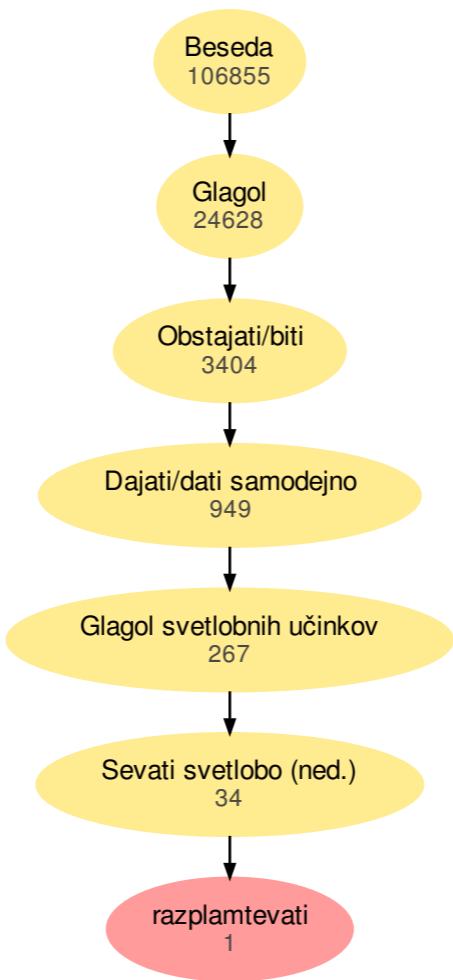 Beseda
106855
Glagol
24628
Obstajati/biti
3404
Dajati/dati samodejno
949
Glagol svetlobnih učinkov
267
Sevati svetlobo (ned.)
34
razplamtevati
1